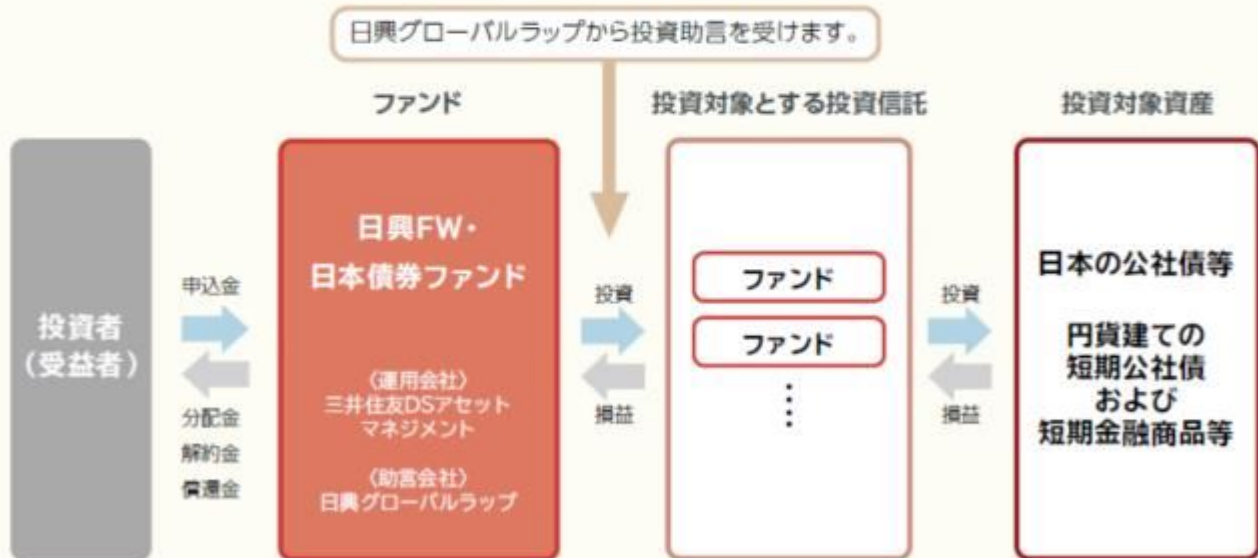 日興グローバルラップから投資助言を受けます。
ファンド
投資対象とする投資信託
投資対象資産
投資者
（受益者）
申込金
分配金
解約金
償還金
日興FW・
日本債券ファンド
〈運用会社〉
三井住友DSアセット
マネジメント
〈助言会社〉
日興グローバルラップ
投資
損益
ファンド
ファンド
投資
損益
日本の公社債等
円貨建ての
短期公社債
および
短期金融商品等